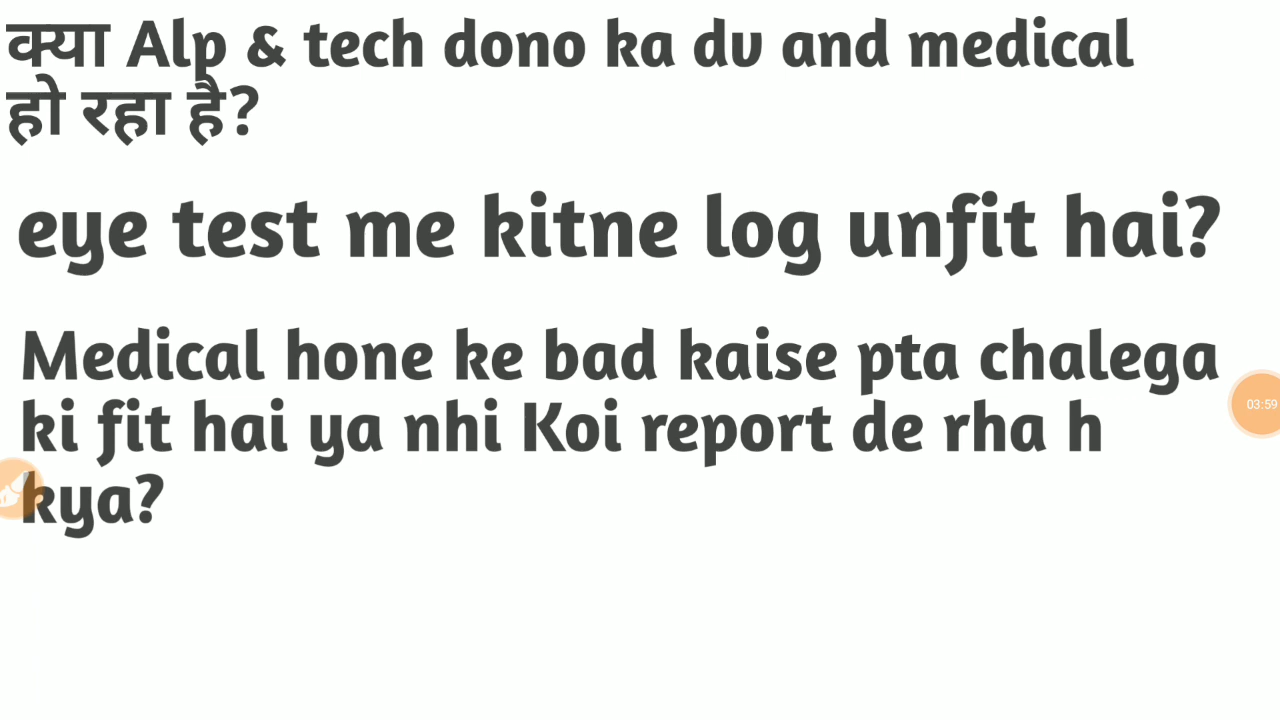 क्या Alp & tech dono ka dv and medical
हो रहा है?
eye test me kitne log unfit hai?
Medical hone ke bad kaise pta chalega
ki fit hai ya nhi Koi report de rha h
kya?
03:59